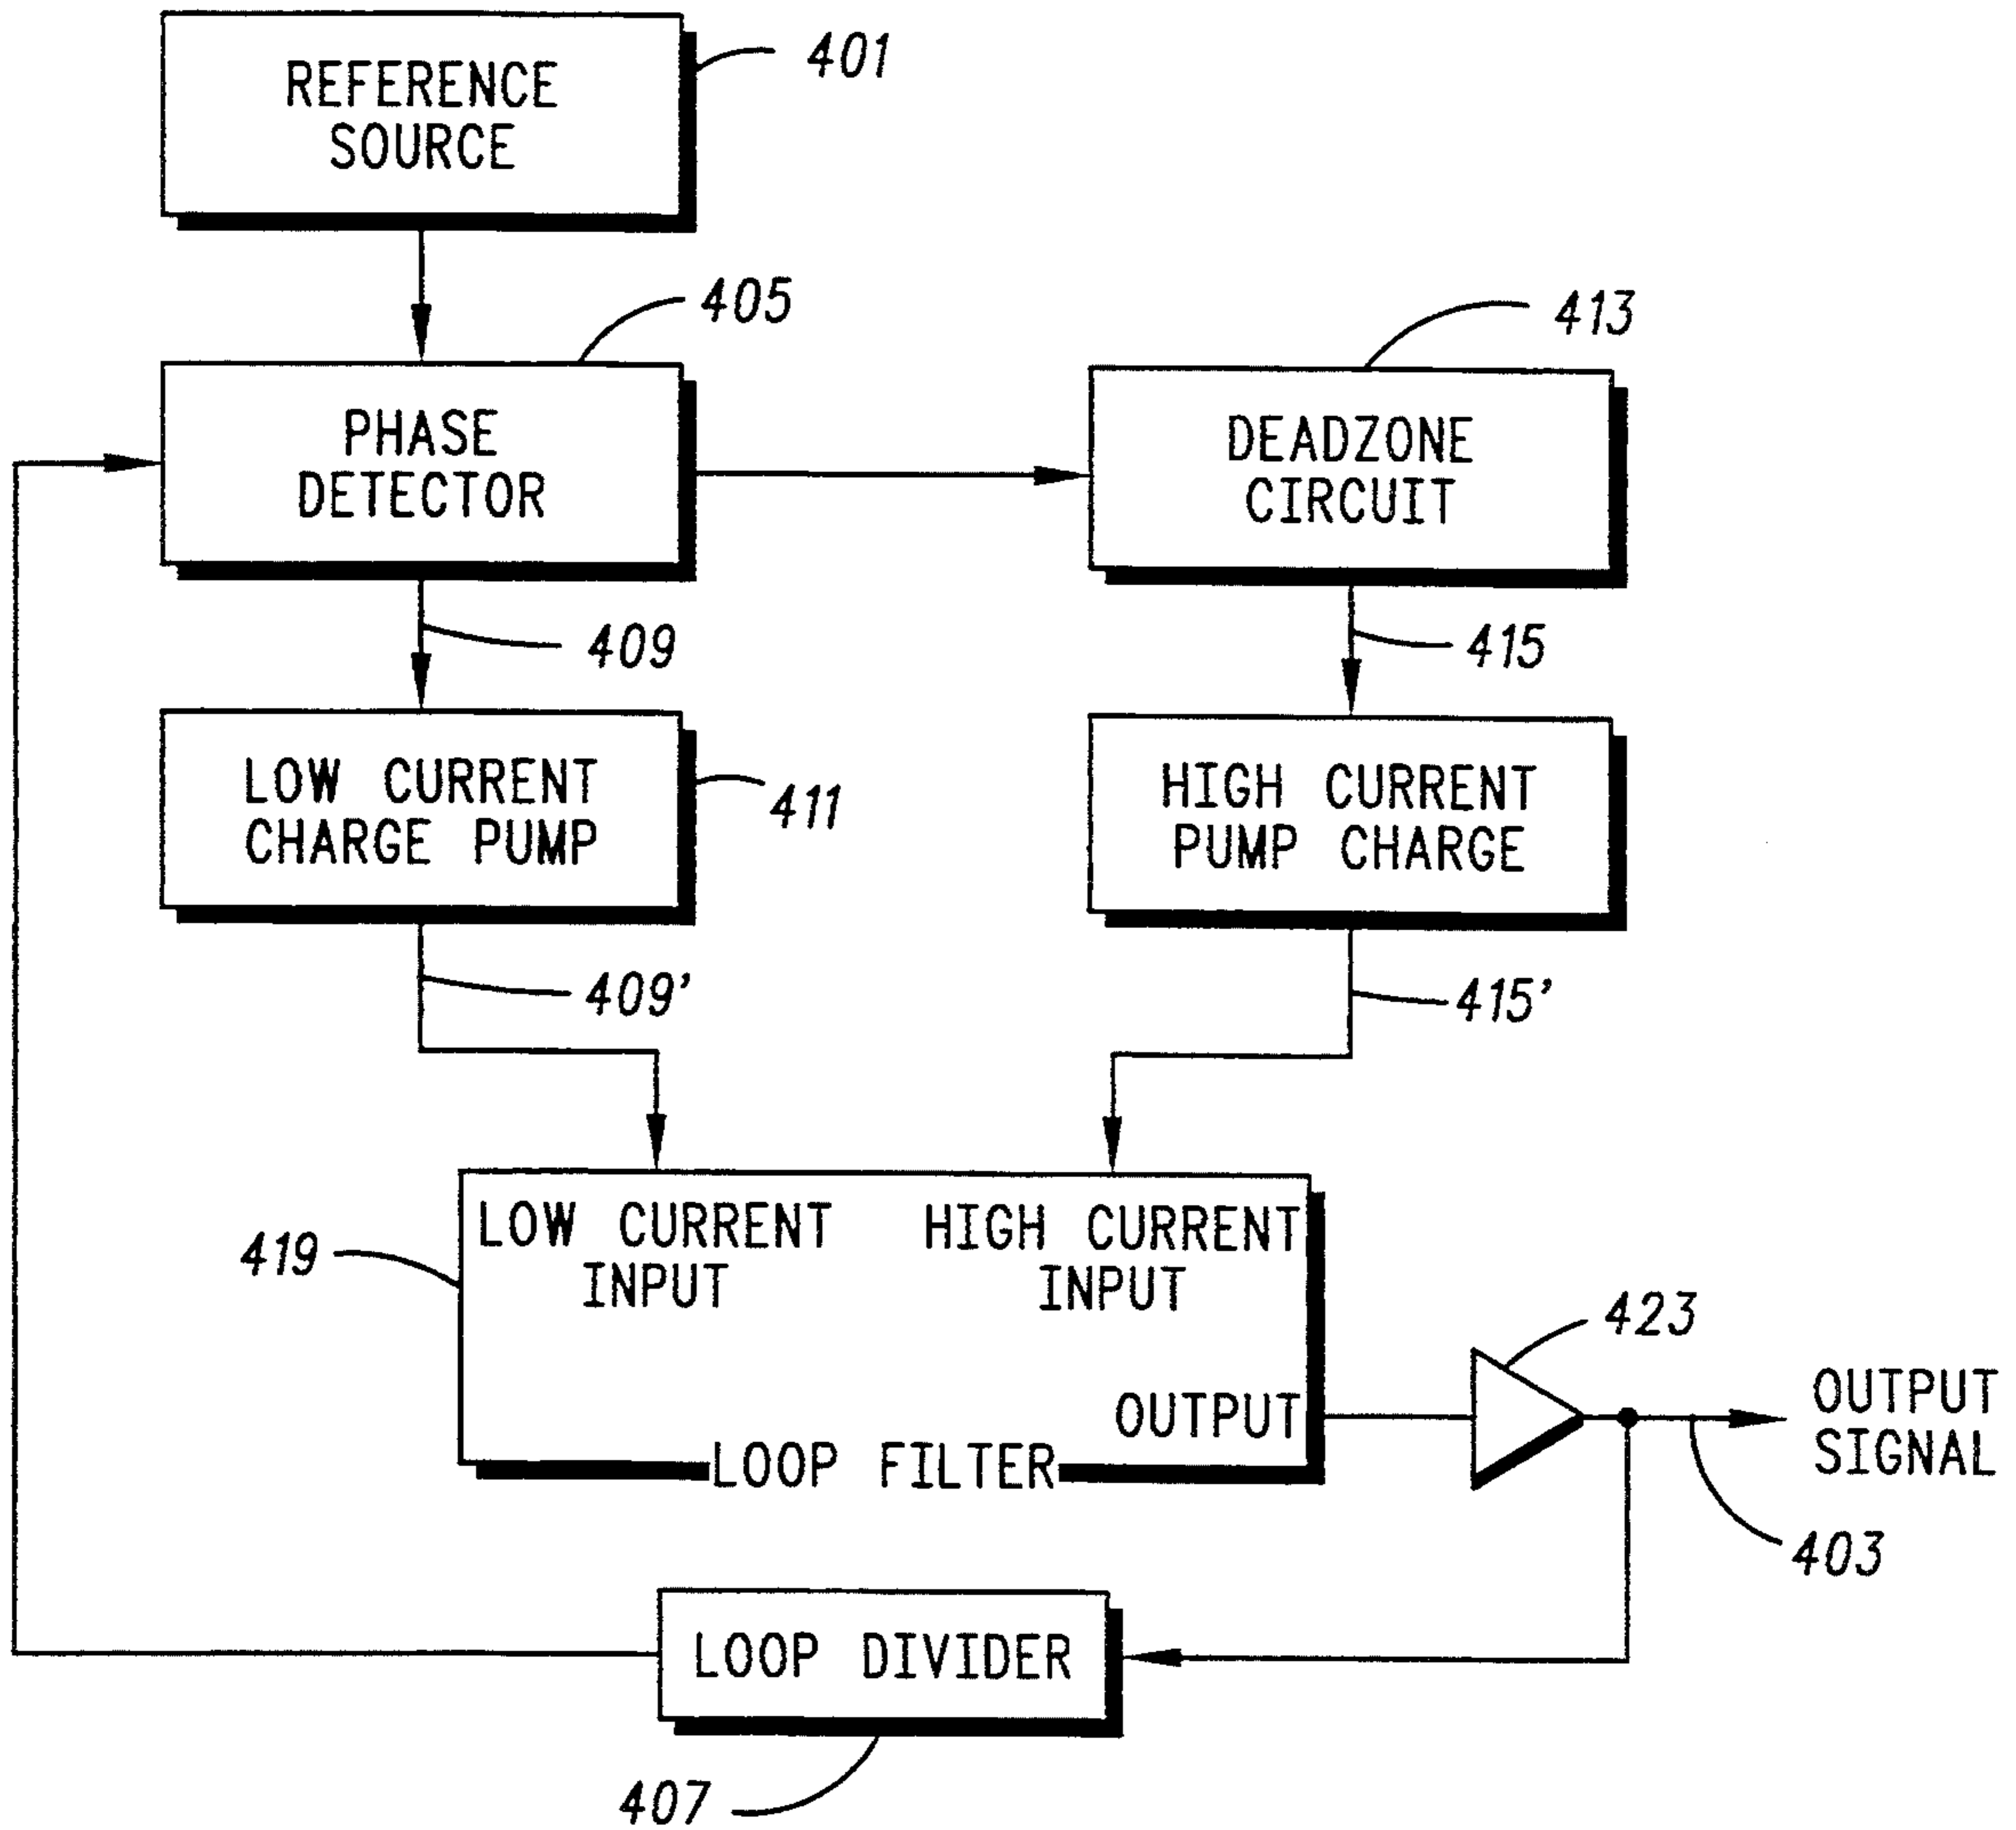 REFERENCE
SOURCE
401
PHASE
DETECTOR
405
DEADZONE
CIRCUIT
413
409
415
LOW CURRENT
CHARGE PUMP
411
HIGH CURRENT
PUMP CHARGE
409'
415'
LOW CURRENT
INPUT
HIGH CURRENT
INPUT
419
OUTPUT
LOOP FILTER
423
OUTPUT
SIGNAL
403
LOOP DIVIDER
407